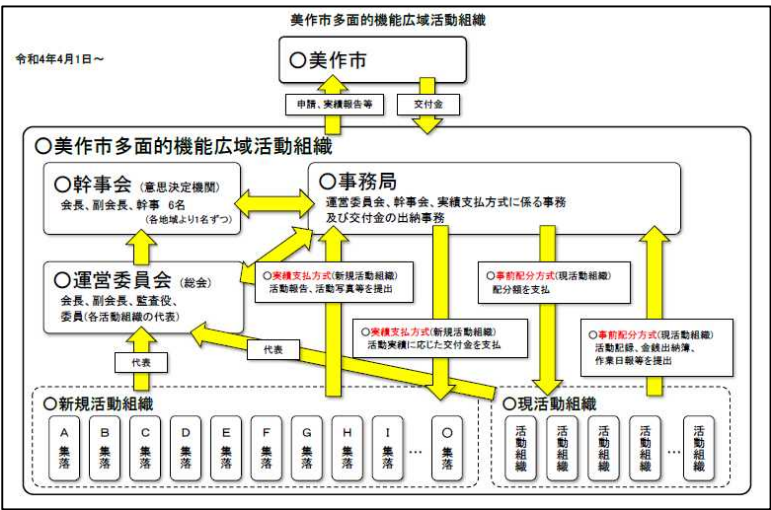 美作市多面的機能広域活動組織
令和4年4月1日～
○美作市
申請、実績報告等
交付金
○美作市多面的機能広域活動組織
○幹事会（意思決定機関）
会長、副会長、幹事 6名
（各地域より1名ずつ）
○事務局
運営委員会、幹事会、実績支払方式に係る事務
及び交付金の出納事務
○運営委員会（総会）
会長、副会長、監査役、
委員(各活動組織の代表)
○実績支払方式(新規活動組織)
活動報告、活動写真等を提出
○事前配分方式(現活動組織)
配分額を支払
○実績支払方式(新規活動組織)
活動実績に応じた交付金を支払
○事前配分方式(現活動組織)
活動記録、金銭出納簿、
作業日報等を提出
代表
代表
○新規活動組織
A集落
B集落
C集落
D集落
E集落
F集落
G集落
H集落
I集落
…
O集落
○現活動組織
活動組織
活動組織
活動組織
活動組織
…
活動組織